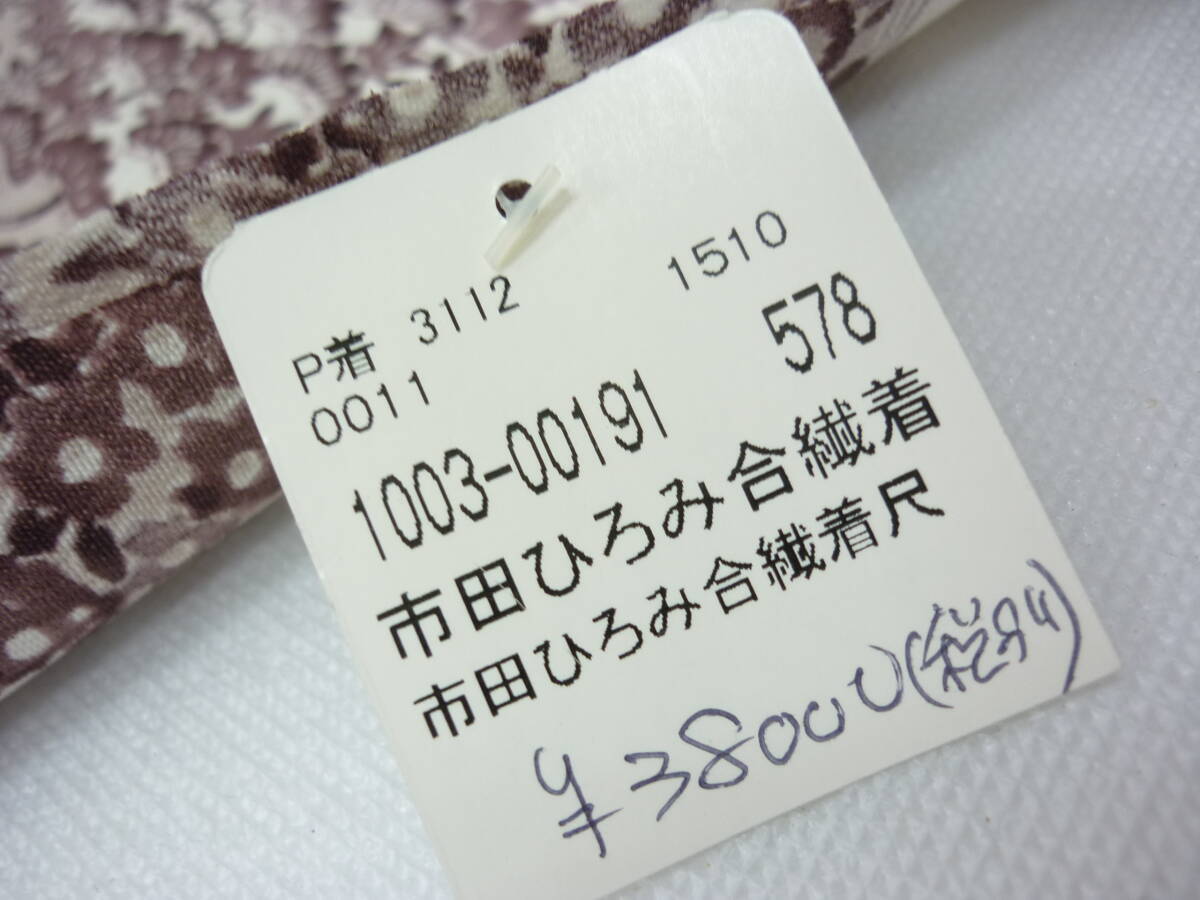 P着 3112 1510
0011
1003-00191 578
市田ひろみ合繊着
市田ひろみ合繊着尺
¥38000(税別)